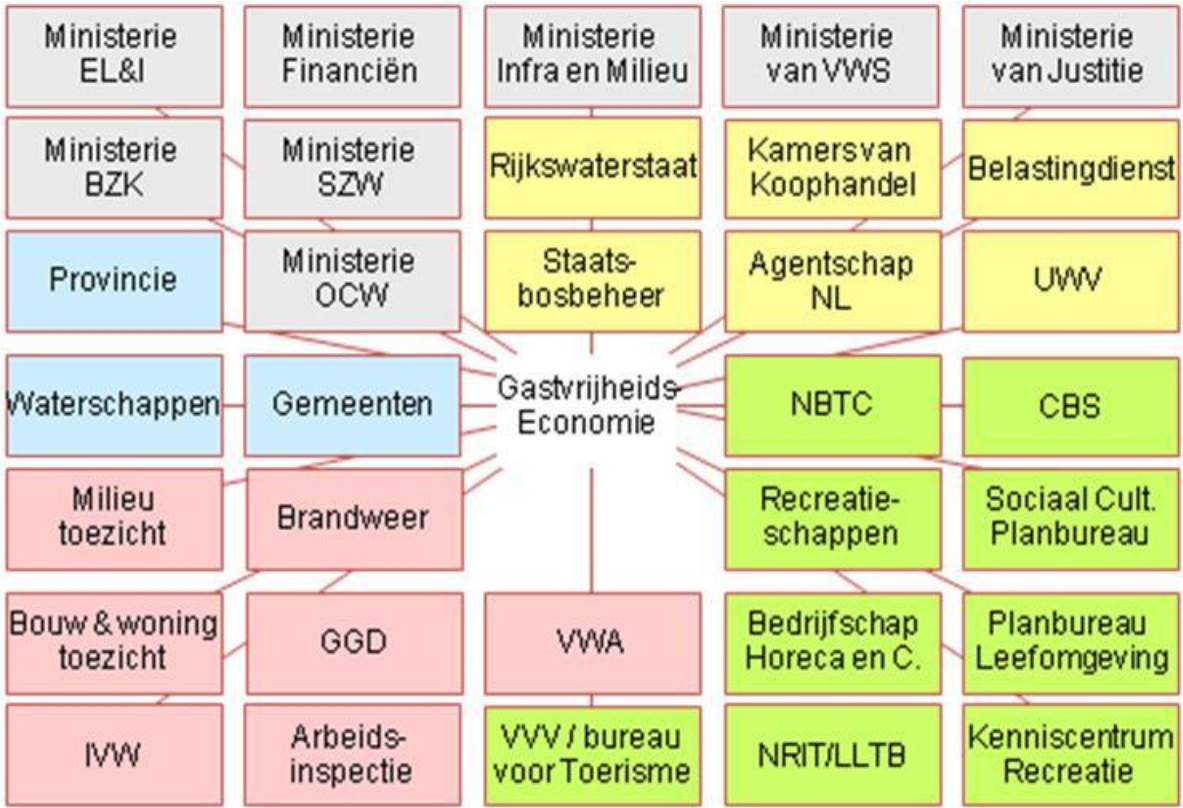 Ministerie
EL&I
Ministerie
Financiën
Ministerie
Infra en Milieu
Ministerie
van VWS
Ministerie
van Justitie
Ministerie
BZK
Ministerie
SZW
Rijkswaterstaat
Kamers van
Koophandel
Belastingdienst
Provincie
Ministerie
OCW
Staats-
bosbeheer
Agentschap
NL
UWV
Waterschappen
Gemeenten
Gastvrijheids-
Economie
NBTC
CBS
Milieu
toezicht
Brandweer
Recreatie-
schappen
Sociaal Cult.
Planbureau
Bouw & woning
toezicht
GGD
VWA
Bedrijfschap
Horeca en C.
Planbureau
Leefomgeving
IVW
Arbeids-
inspectie
VVV / bureau
voor Toerisme
NRIT/LLTB
Kenniscentrum
Recreatie